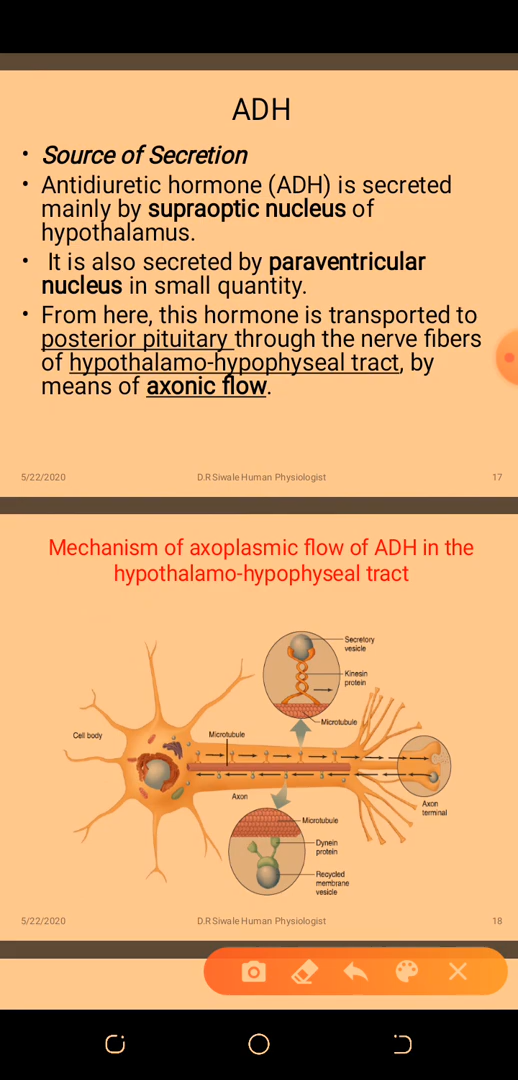 ADH
• Source of Secretion
• Antidiuretic hormone (ADH) is secreted
mainly by supraoptic nucleus of
hypothalamus.
• It is also secreted by paraventricular
nucleus in small quantity.
• From here, this hormone is transported to
posterior pituitary through the nerve fibers
of hypothalamo-hypophyseal tract, by
means of axonic flow.
5/22/2020 D.R Siwale Human Physiologist 17
Mechanism of axoplasmic flow of ADH in the
hypothalamo-hypophyseal tract
Secretory
vesicle
Kinesin
protein
Microtubule
Cell body
Microtubule
Axon
Axon
terminal
Microtubule
Dynein
protein
Recycled
membrane
vesicle
5/22/2020 D.R Siwale Human Physiologist 18